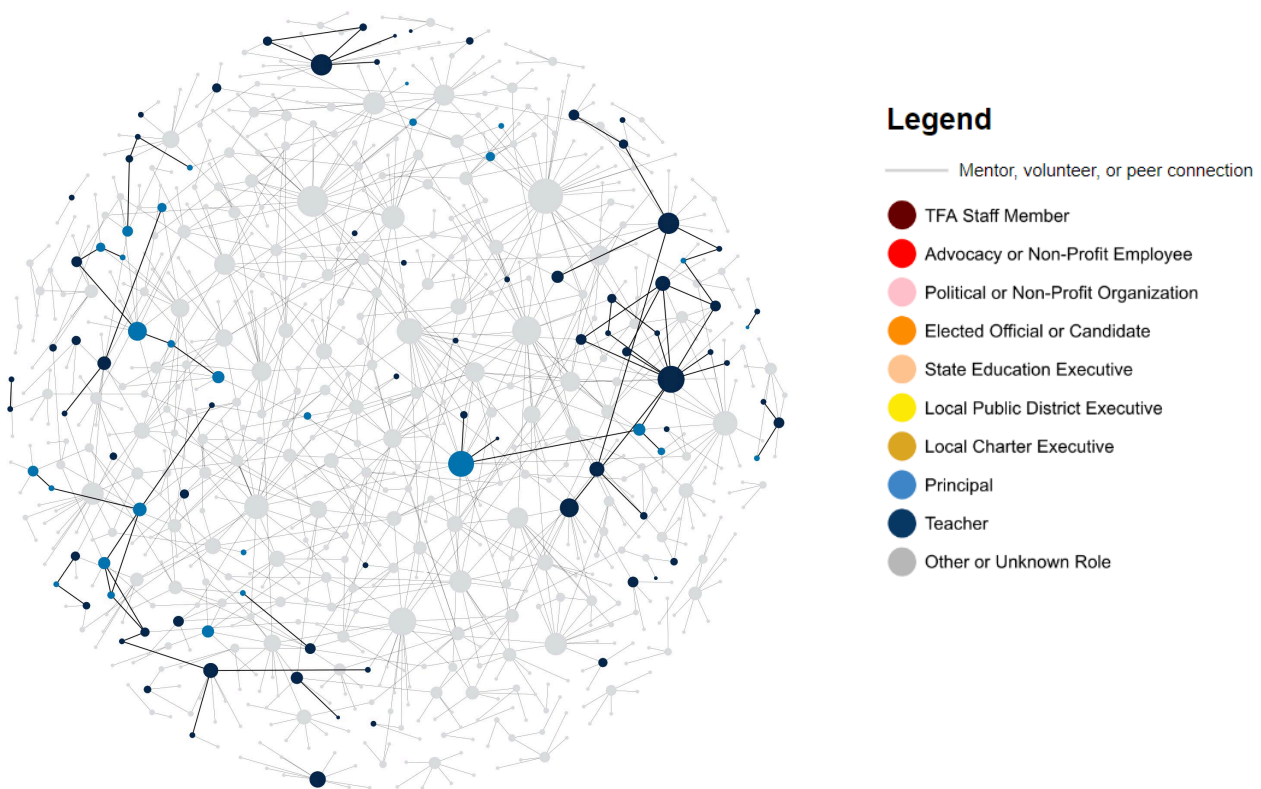 Legend
Mentor, volunteer, or peer connection
TFA Staff Member
Advocacy or Non-Profit Employee
Political or Non-Profit Organization
Elected Official or Candidate
State Education Executive
Local Public District Executive
Local Charter Executive
Principal
Teacher
Other or Unknown Role